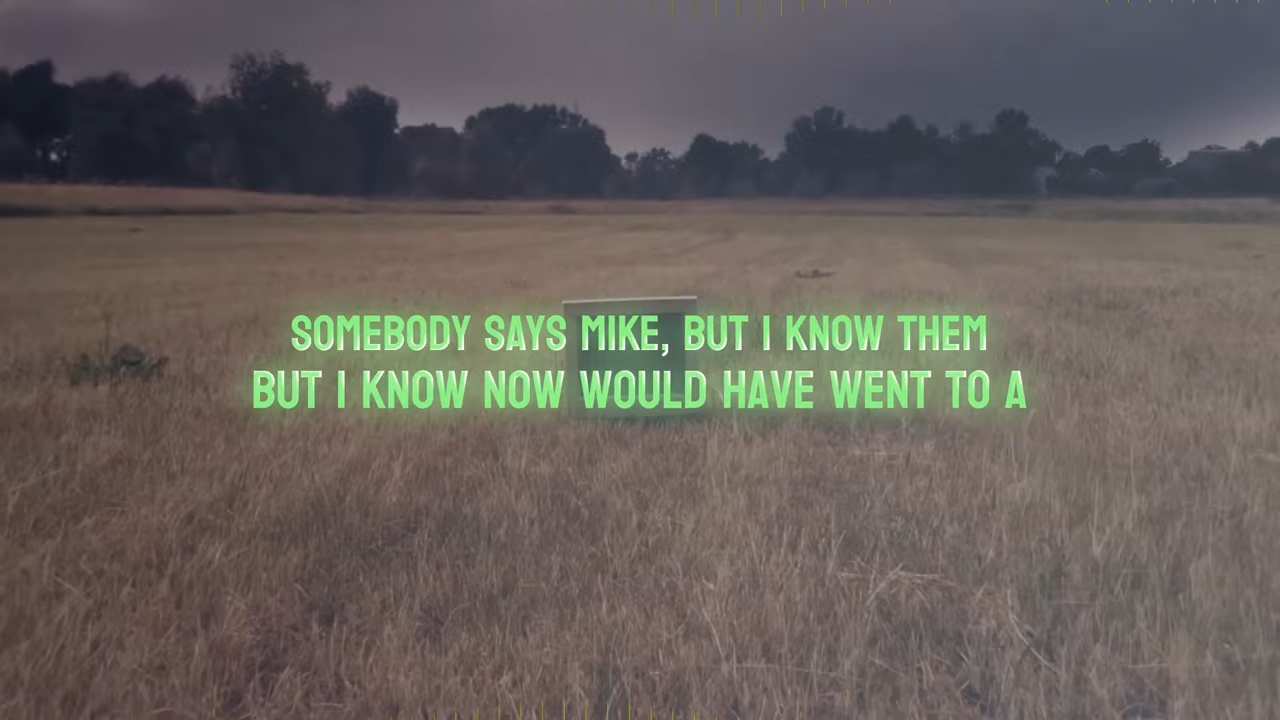 SOMEBODY SAYS MIKE, BUT I KNOW THEM
BUT I KNOW NOW WOULD HAVE WENT TO A